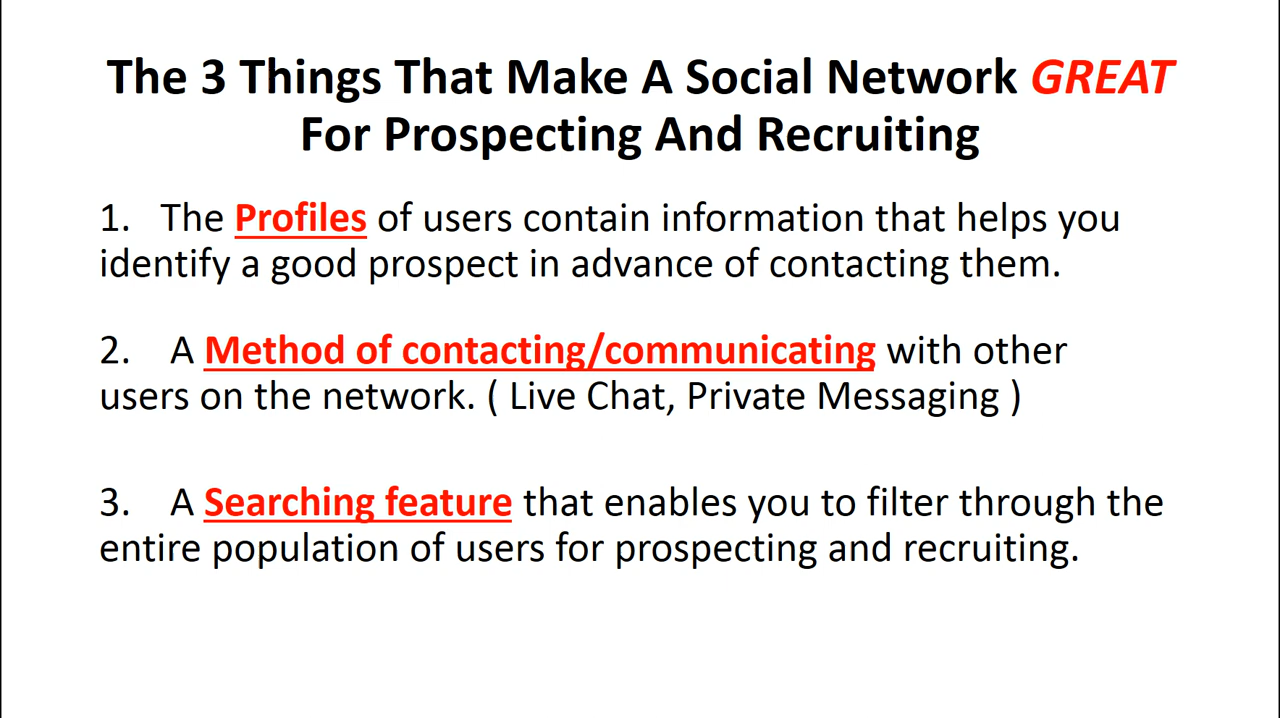 The 3 Things That Make A Social Network GREAT
For Prospecting And Recruiting
1. The Profiles of users contain information that helps you
identify a good prospect in advance of contacting them.
2. A Method of contacting/communicating with other
users on the network. ( Live Chat, Private Messaging )
3. A Searching feature that enables you to filter through the
entire population of users for prospecting and recruiting.